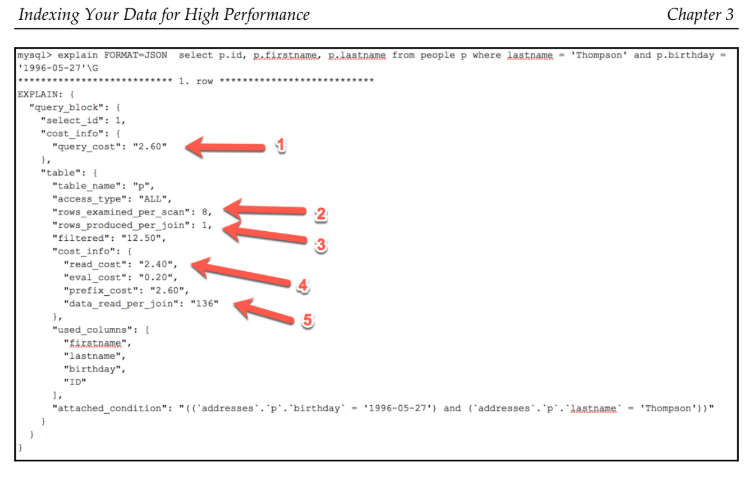 Indexing Your Data for High Performance
Chapter 3
mysql> explain FORMAT=JSON  select p.id, p.firstname, p.lastname from people p where lastname = 'Thompson' and p.birthday =
'1996-05-27'\G
*************************** 1. row ***************************
EXPLAIN: {
  "query_block": {
    "select_id": 1,
    "cost_info": {
      "query_cost": "2.60"
1
    },
    "table": {
      "table_name": "p",
      "access_type": "ALL",
      "rows_examined_per_scan": 8,
2
      "rows_produced_per_join": 1,
      "filtered": "12.50",
3
      "cost_info": {
        "read_cost": "2.40",
        "eval_cost": "0.20",
4
        "prefix_cost": "2.60",
        "data_read_per_join": "136"
5
      },
      "used_columns": [
        "firstname",
        "lastname",
        "birthday",
        "ID"
      ],
      "attached_condition": "((`addresses`.`p`.`birthday` = '1996-05-27') and (`addresses`.`p`.`lastname` = 'Thompson'))"
    }
  }
}